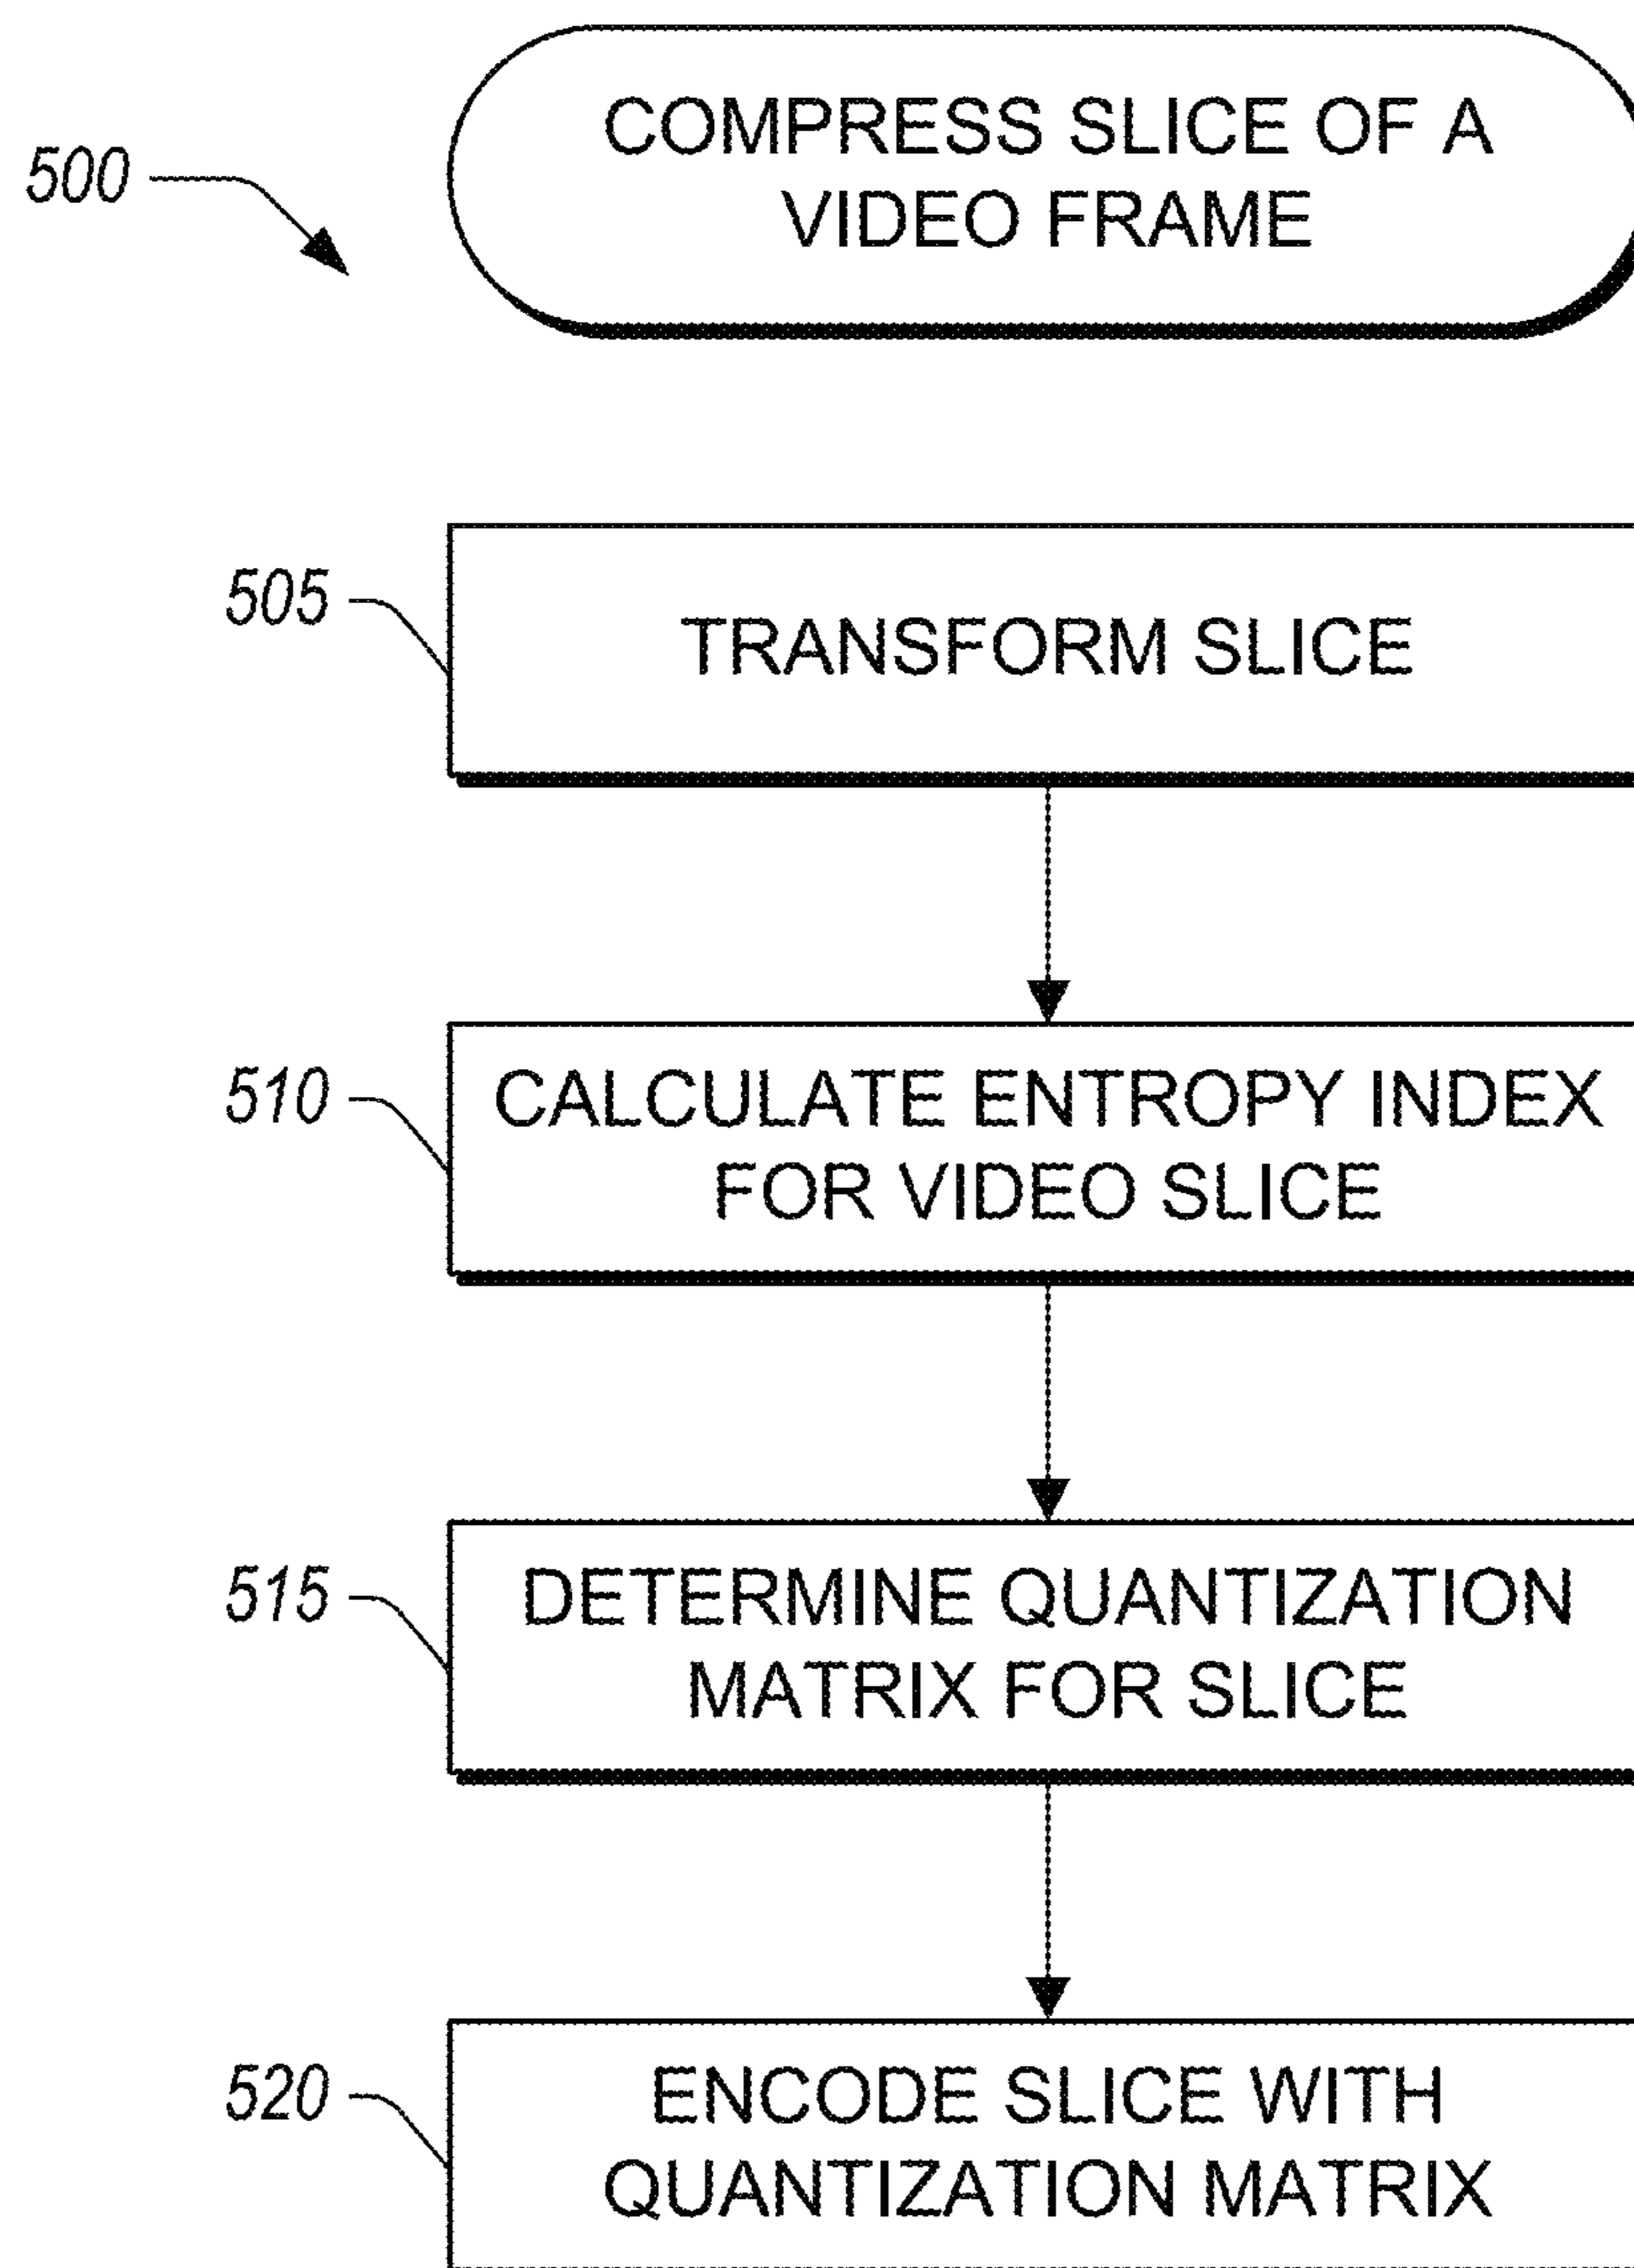 500
COMPRESS SLICE OF A
VIDEO FRAME
505
TRANSFORM SLICE
510
CALCULATE ENTROPY INDEX
FOR VIDEO SLICE
515
DETERMINE QUANTIZATION
MATRIX FOR SLICE
520
ENCODE SLICE WITH
QUANTIZATION MATRIX